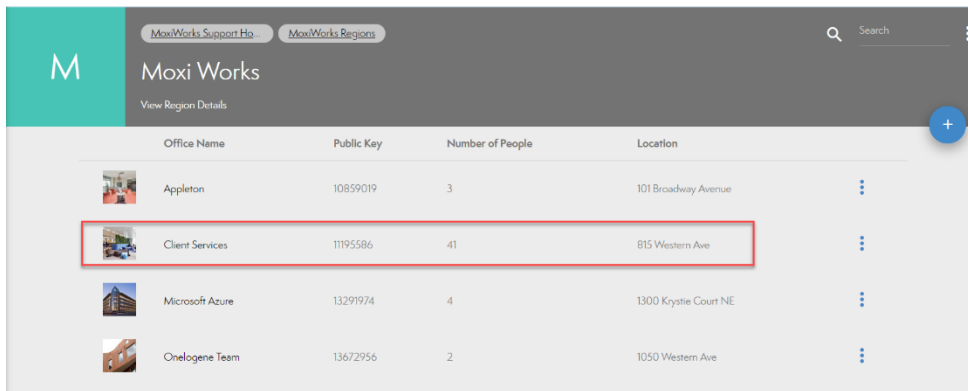 MoxiWorks Support Ho... MoxiWorks Regions
Search
M
Moxi Works
View Region Details
+
Office Name Public Key Number of People Location
Appleton 10859019 3 101 Broadway Avenue
Client Services 11195586 41 815 Western Ave
Microsoft Azure 13291974 4 1300 Krystie Court NE
Onelogene Team 13672956 2 1050 Western Ave